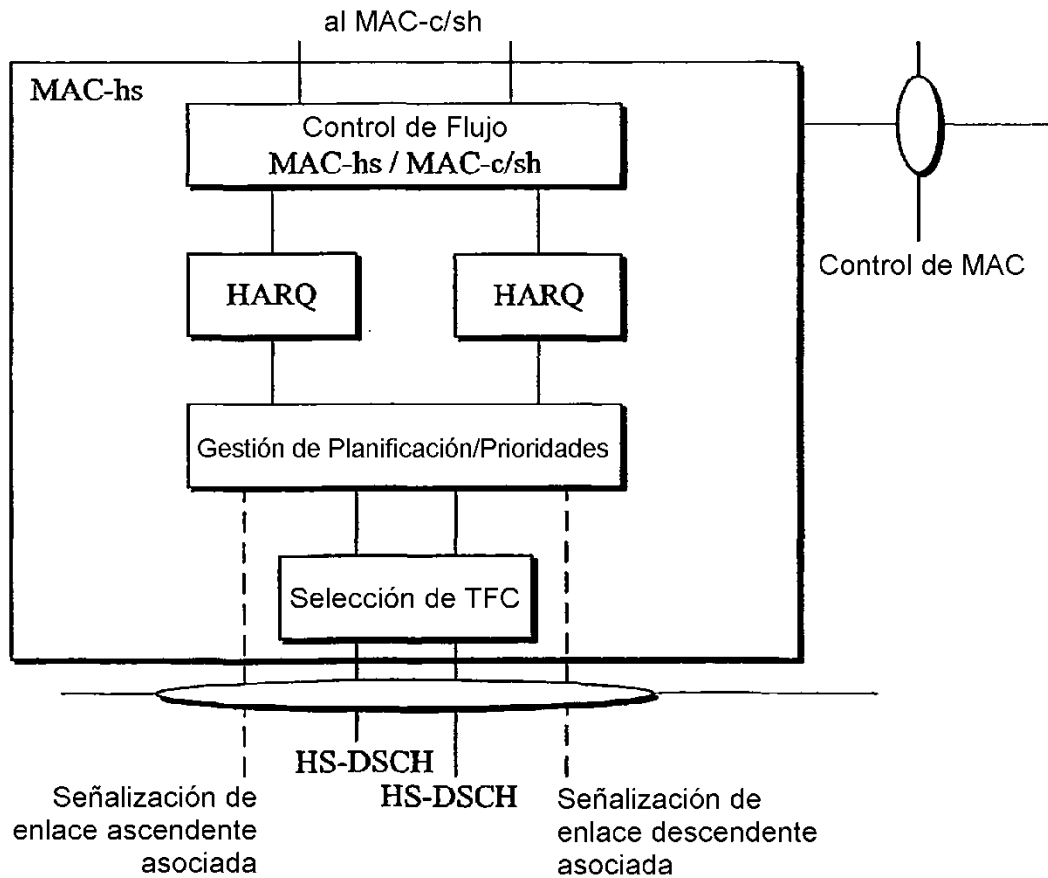 al MAC-c/sh
MAC-hs
Control de Flujo
MAC-hs / MAC-c/sh
Control de MAC
HARQ
HARQ
Gestión de Planificación/Prioridades
Selección de TFC
HS-DSCH
HS-DSCH
Señalización de
enlace ascendente
asociada
Señalización de
enlace descendente
asociada